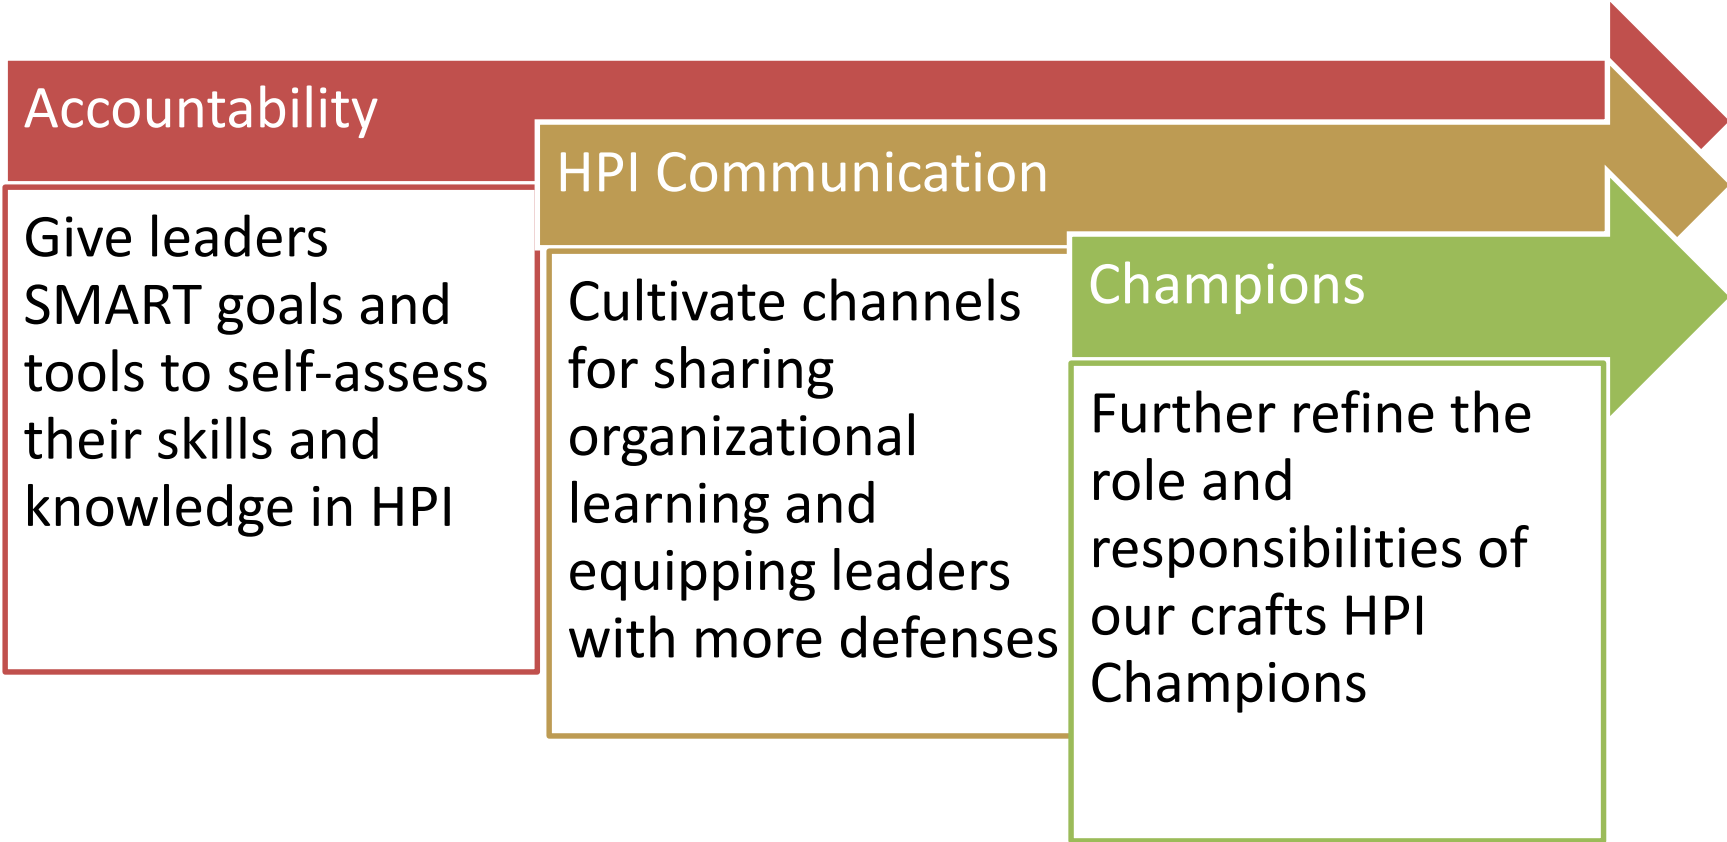 Accountability
Give leaders
SMART goals and
tools to self-assess
their skills and
knowledge in HPI
HPI Communication
Cultivate channels
for sharing
organizational
learning and
equipping leaders
with more defenses
Champions
Further refine the
role and
responsibilities of
our crafts HPI
Champions